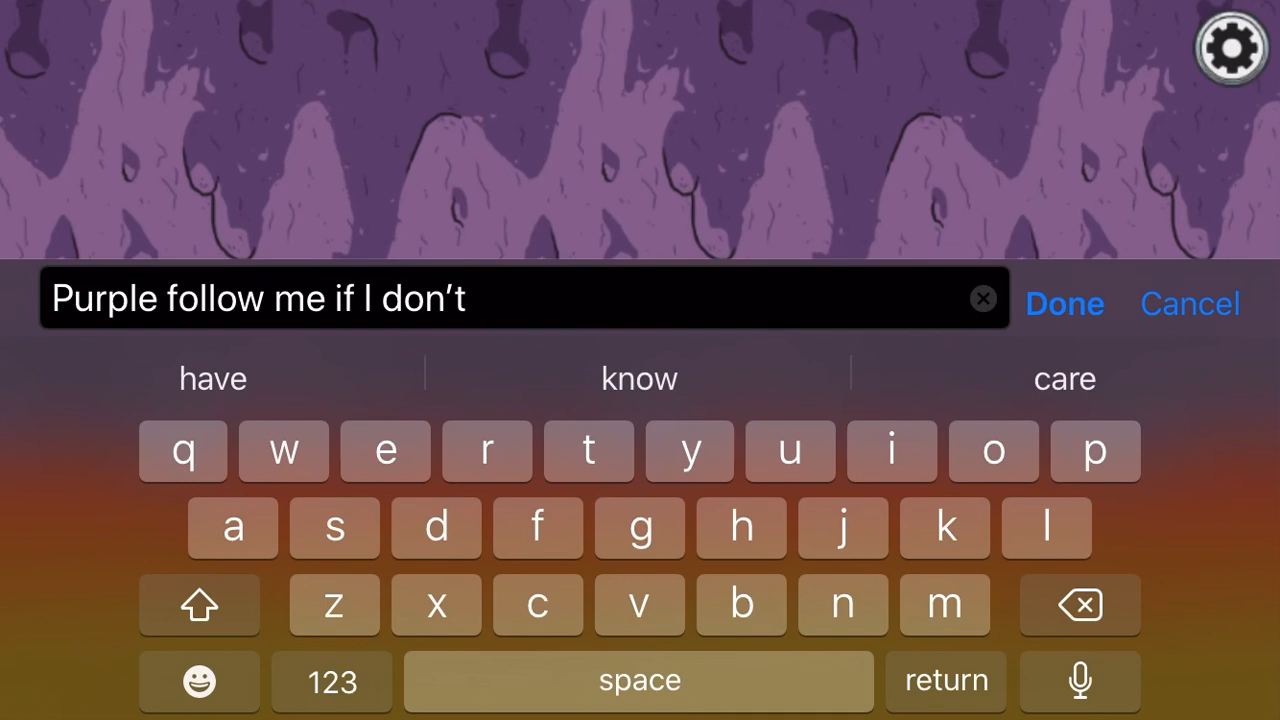 Purple follow me if I don't
Done Cancel
have know care
q w e r t y u i o p
a s d f g h j k l
z x c v b n m
123 space return